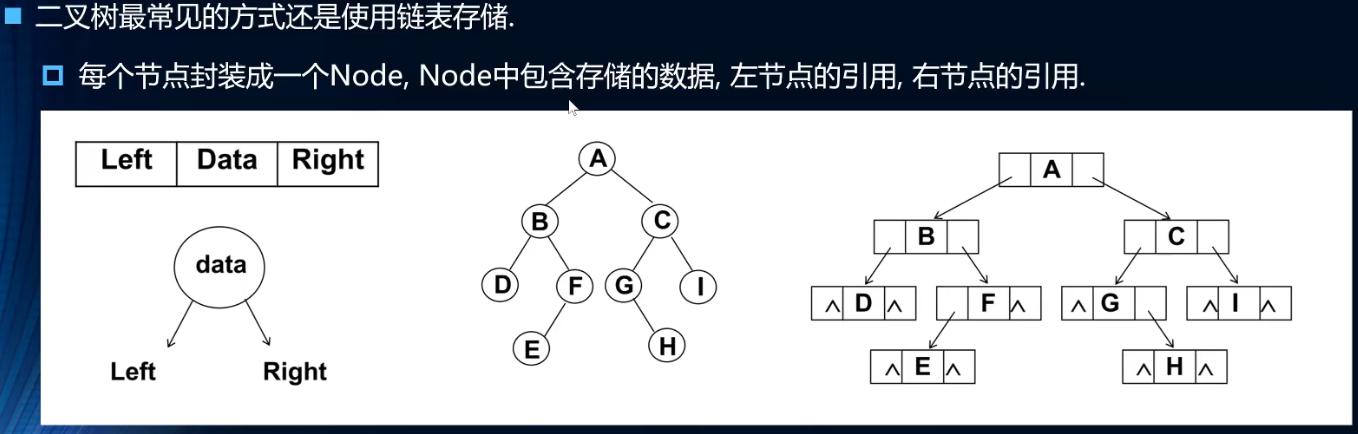 二叉树最常见的方式还是使用链表存储.
每个节点封装成一个Node, Node中包含存储的数据, 左节点的引用, 右节点的引用.
Left Data Right
data
Left Right
A
B C
D F G I
E H
A
B C
^ D ^ F ^ ^ G ^ I ^
^ E ^ ^ H ^